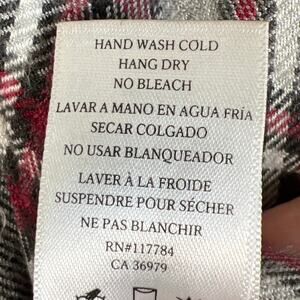 HAND WASH COLD
HANG DRY
NO BLEACH
LAVAR A MANO EN AGUA FRÍA
SECAR COLGADO
NO USAR BLANQUEADOR
LAVER À LA FROIDE
SUSPENDRE POUR SÉCHER
NE PAS BLANCHIR
RN#117784
CA 36979